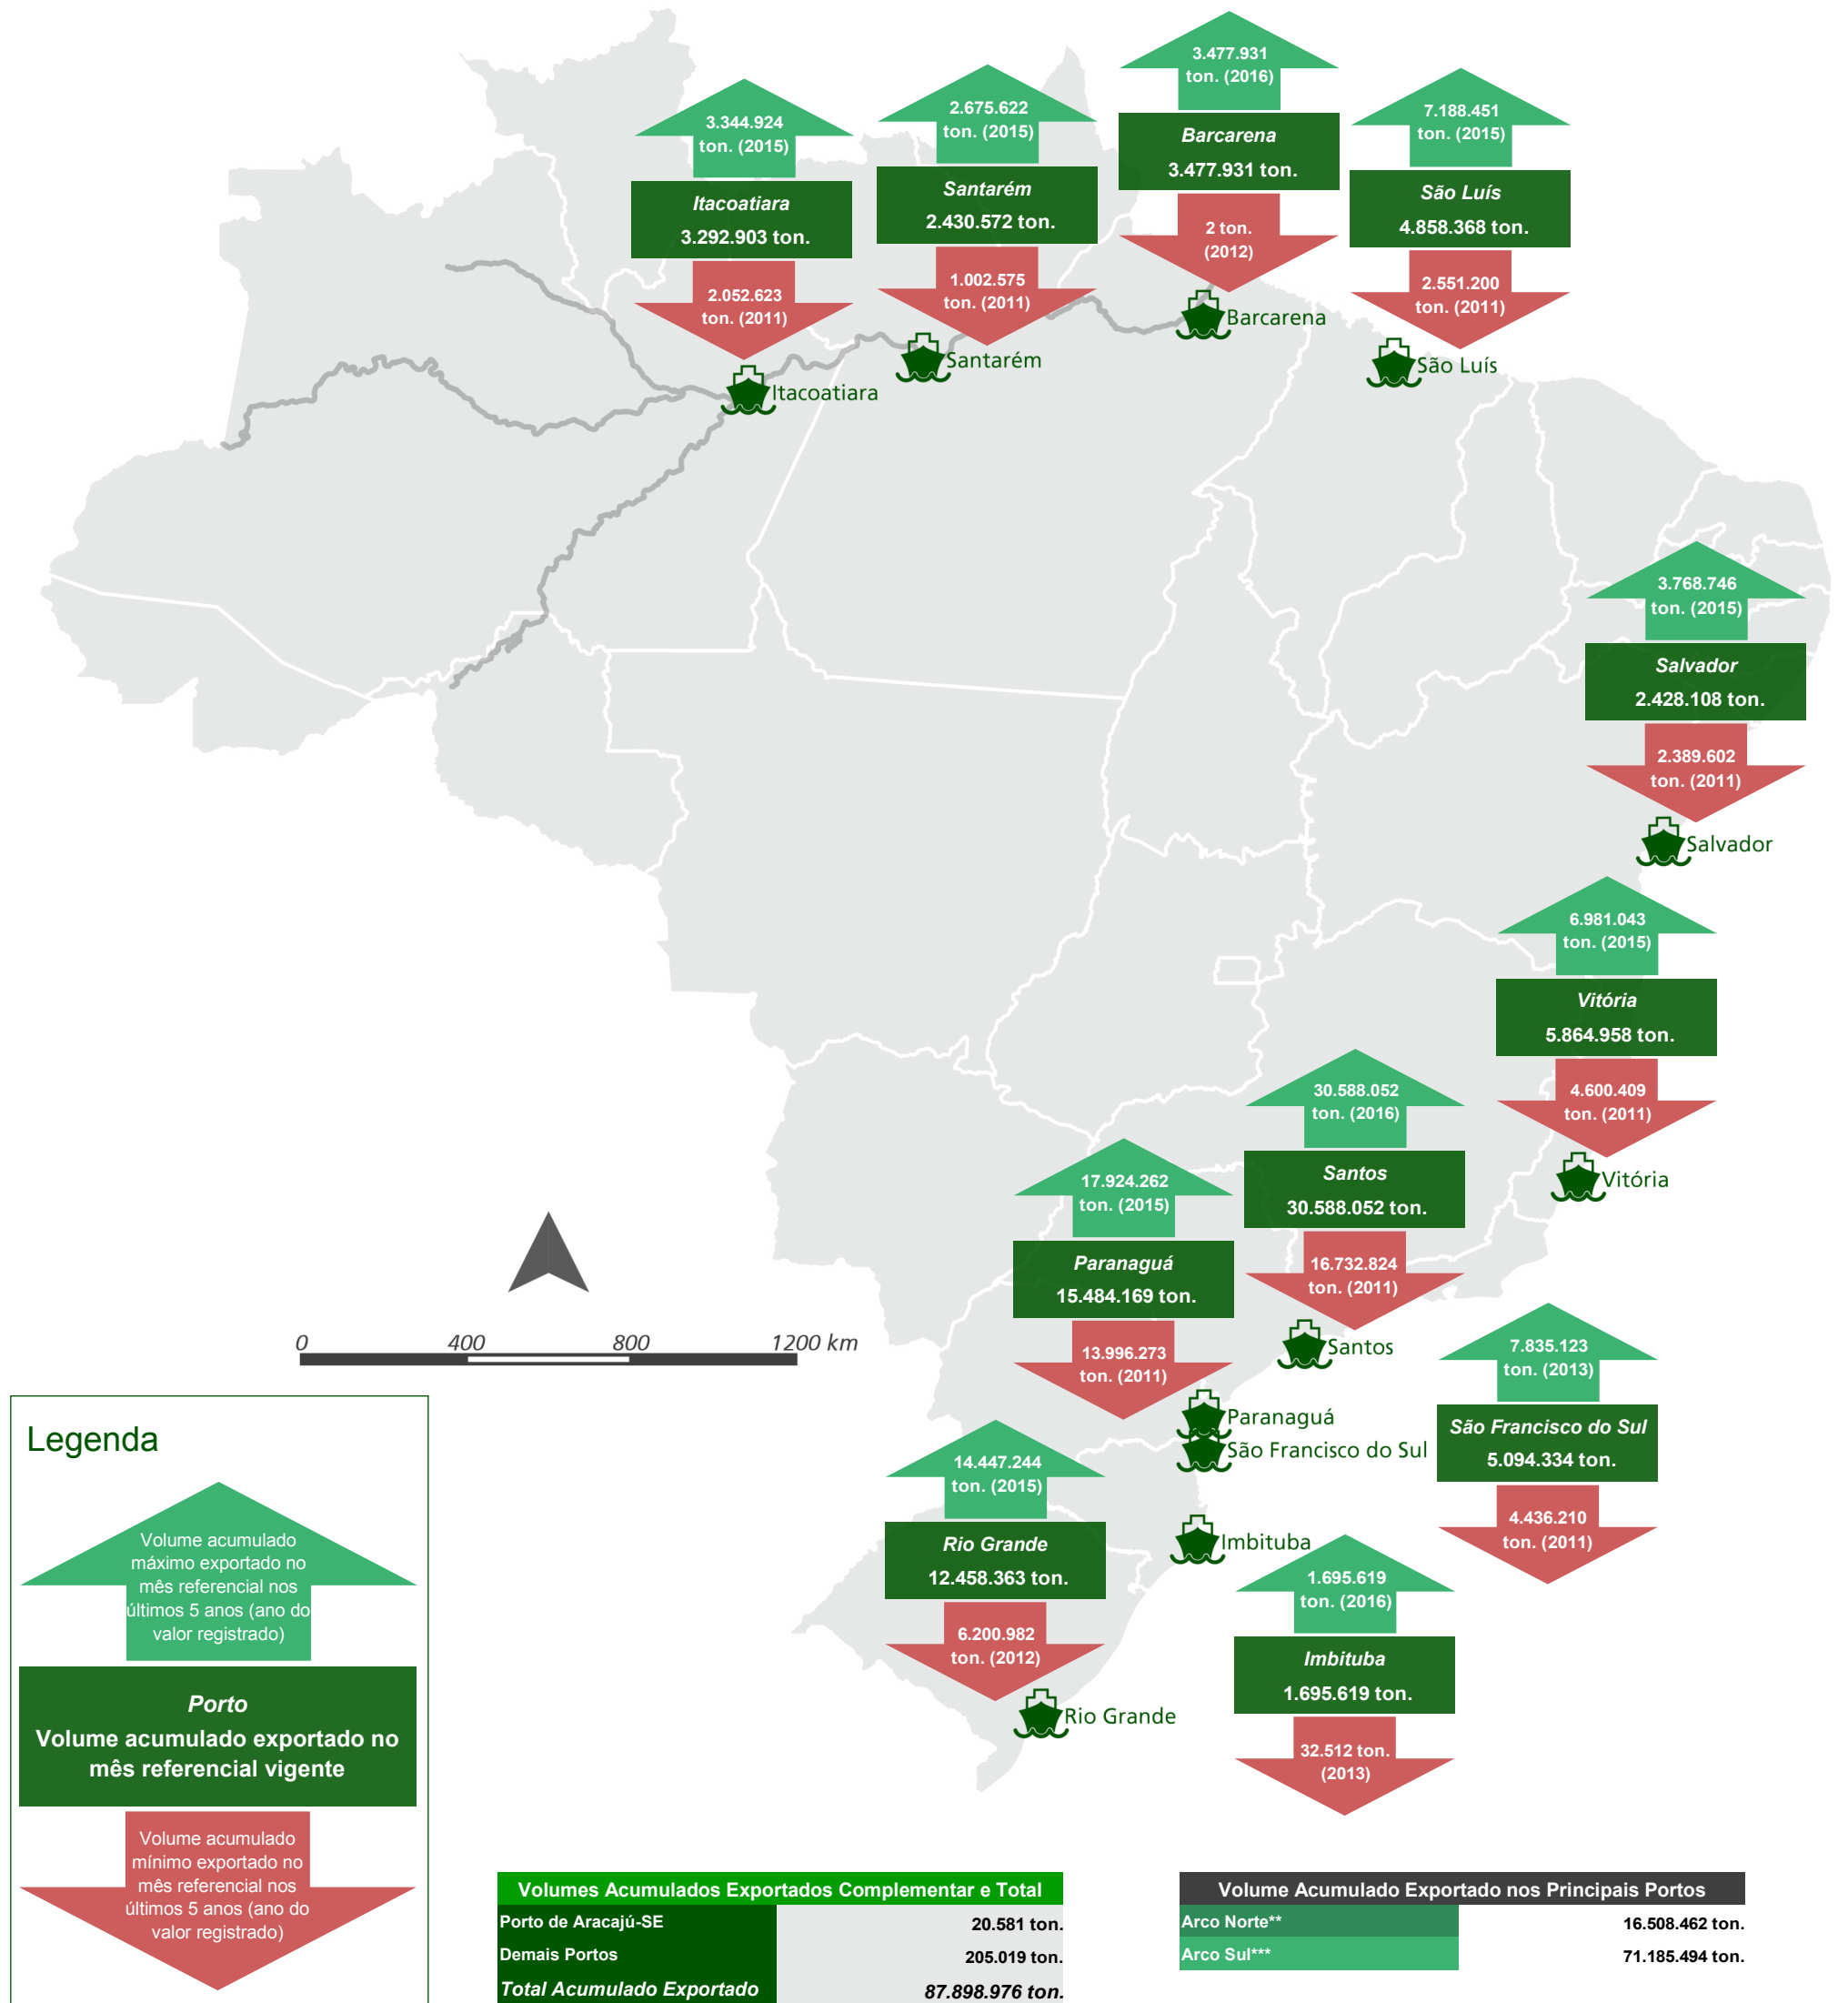 3.477.931
ton. (2016)
Barcarena
3.477.931 ton.
2 ton.
(2012)
2.675.622
ton. (2015)
Santarém
2.430.572 ton.
1.002.575
ton. (2011)
7.188.451
ton. (2015)
São Luís
4.858.368 ton.
2.551.200
ton. (2011)
3.344.924
ton. (2015)
Itacoatiara
3.292.903 ton.
2.052.623
ton. (2011)
Barcarena
Santarém
São Luís
Itacoatiara
3.768.746
ton. (2015)
Salvador
2.428.108 ton.
2.389.602
ton. (2011)
Salvador
6.981.043
ton. (2015)
Vitória
5.864.958 ton.
4.600.409
ton. (2011)
Vitória
30.588.052
ton. (2016)
Santos
30.588.052 ton.
16.732.824
ton. (2011)
Santos
17.924.262
ton. (2015)
Paranaguá
15.484.169 ton.
13.996.273
ton. (2011)
Paranaguá
São Francisco do Sul
7.835.123
ton. (2013)
São Francisco do Sul
5.094.334 ton.
4.436.210
ton. (2011)
14.447.244
ton. (2015)
Rio Grande
12.458.363 ton.
6.200.982
ton. (2012)
Rio Grande
Imbituba
1.695.619
ton. (2016)
Imbituba
1.695.619 ton.
32.512 ton.
(2013)
0 400 800 1200 km
Legenda
Volume acumulado
máximo exportado no
mês referencial nos
últimos 5 anos (ano do
valor registrado)
Porto
Volume acumulado exportado no
mês referencial vigente
Volume acumulado
mínimo exportado no
mês referencial nos
últimos 5 anos (ano do
valor registrado)
Volumes Acumulados Exportados Complementar e Total
Porto de Aracajú-SE 20.581 ton.
Demais Portos 205.019 ton.
Total Acumulado Exportado 87.898.976 ton.
Volume Acumulado Exportado nos Principais Portos
Arco Norte** 16.508.462 ton.
Arco Sul*** 71.185.494 ton.